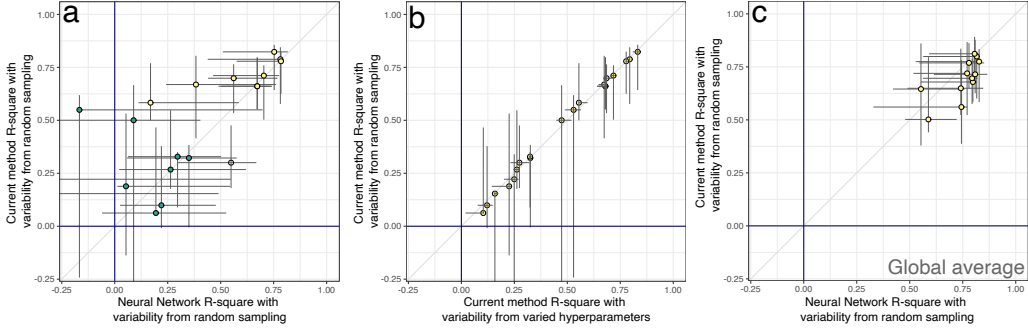 a
1.00
0.75
0.50
0.25
0.00
-0.25
Current method R-square with
variability from random sampling
-0.25 0.00 0.25 0.50 0.75 1.00
Neural Network R-square with
variability from random sampling
b
1.00
0.75
0.50
0.25
0.00
-0.25
Current method R-square with
variability from random sampling
-0.25 0.00 0.25 0.50 0.75 1.00
Current method R-square with
variability from varied hyperparameters
c
1.00
0.75
0.50
0.25
0.00
-0.25
Current method R-square with
variability from random sampling
Global average
-0.25 0.00 0.25 0.50 0.75 1.00
Neural Network R-square with
variability from random sampling